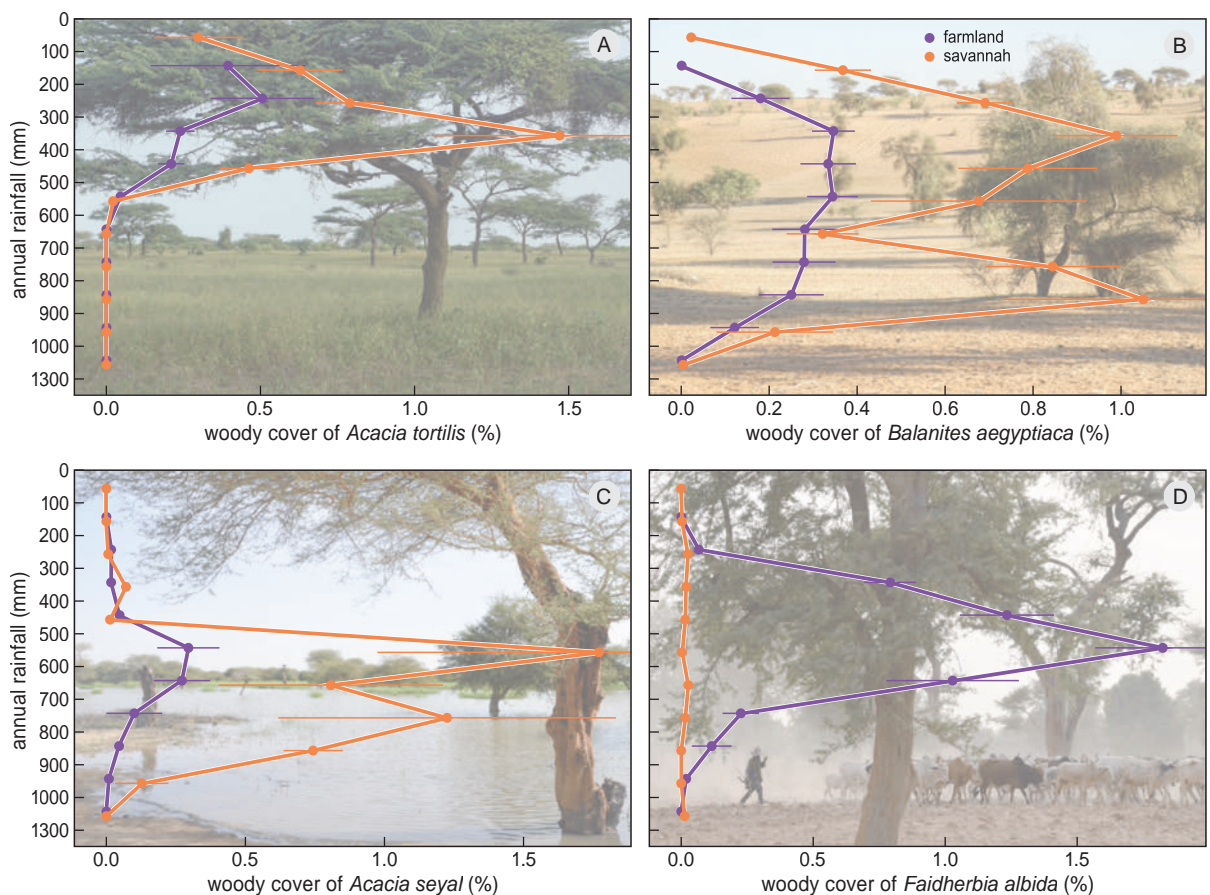 0
100
200
300
400
500
600
700
800
900
1000
1300
annual rainfall (mm)
A
0.0 0.5 1.0 1.5
woody cover of Acacia tortilis (%)
B
farmland
savannah
0.0 0.2 0.4 0.6 0.8 1.0
woody cover of Balanites aegyptiaca (%)
0
100
200
300
400
500
600
700
800
900
1000
1300
annual rainfall (mm)
C
0.0 0.5 1.0 1.5
woody cover of Acacia seyal (%)
D
0.0 0.5 1.0 1.5
woody cover of Faidherbia albida (%)